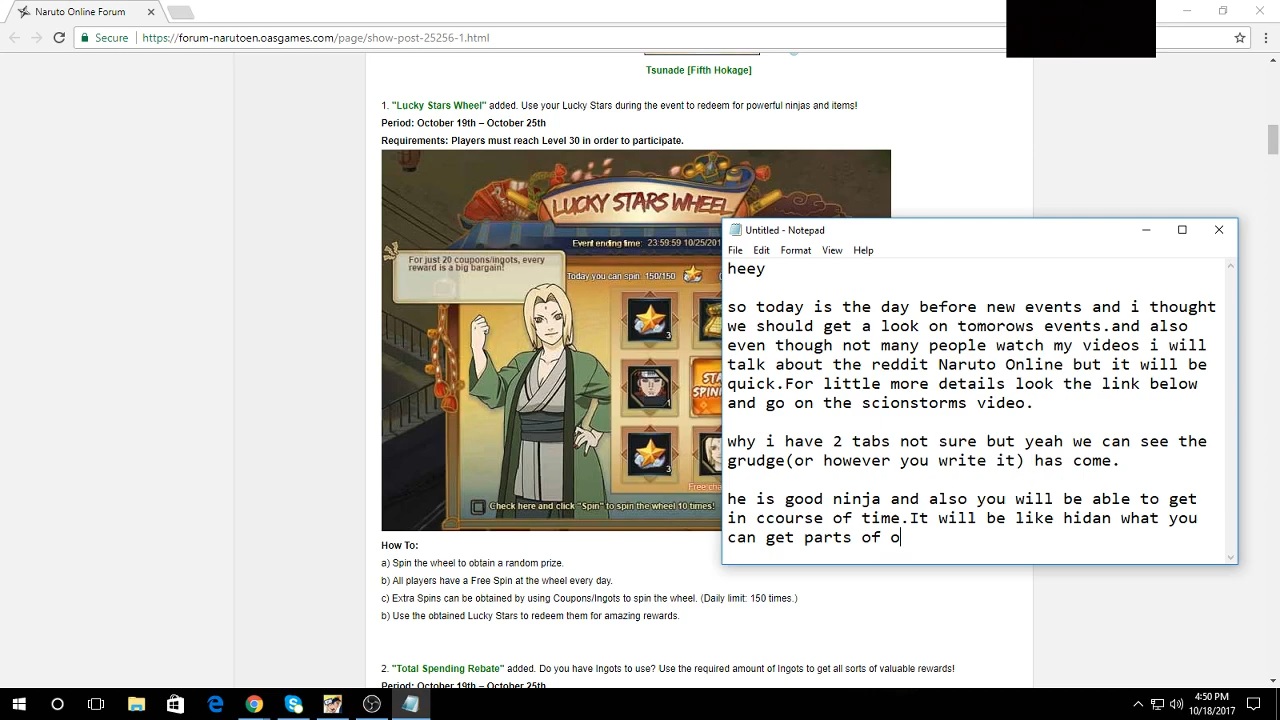 Naruto Online Forum
Secure
https://forum-narutoen.oasgames.com/page/show-post-25256-1.html
Tsunade [Fifth Hokage]
1. "Lucky Stars Wheel" added. Use your Lucky Stars during the event to redeem for powerful ninjas and items!
Period: October 19th – October 25th
Requirements: Players must reach Level 30 in order to participate.
LUCKY STARS WHEEL
Event ending time: 23:59:59 10/25/201
For just 20 coupons/ingots, every
reward is a big bargain!
Today you can spin: 150/150
3
1
3
Check here and click "Spin" to spin the wheel 10 times!
How To:
a) Spin the wheel to obtain a random prize.
b) All players have a Free Spin at the wheel every day.
c) Extra Spins can be obtained by using Coupons/Ingots to spin the wheel. (Daily limit: 150 times.)
b) Use the obtained Lucky Stars to redeem them for amazing rewards.
2. "Total Spending Rebate" added. Do you have Ingots to use? Use the required amount of Ingots to get all sorts of valuable rewards!
Period: October 19th – October 25th
Untitled - Notepad
File Edit Format View Help
heey
so today is the day before new events and i thought
we should get a look on tomorows events.and also
even though not many people watch my videos i will
talk about the reddit Naruto Online but it will be
quick.For little more details look the link below
and go on the scionstorms video.
why i have 2 tabs not sure but yeah we can see the
grudge(or however you write it) has come.
he is good ninja and also you will be able to get
in ccourse of time.It will be like hidan what you
can get parts of o
4:50 PM
10/18/2017